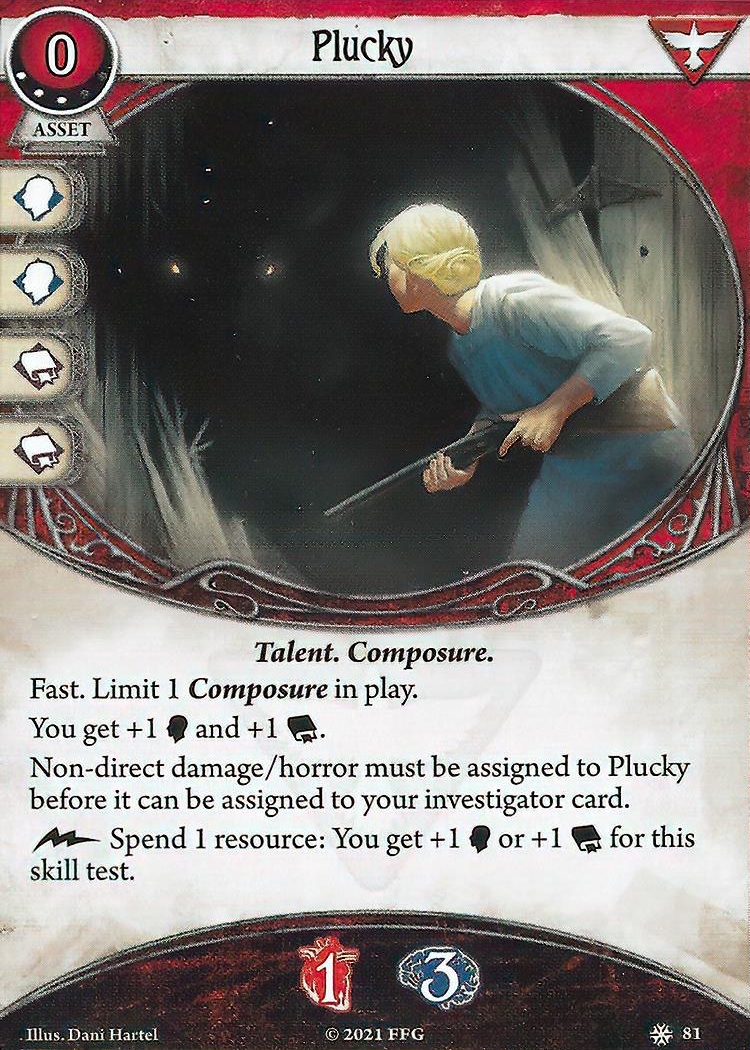 0
Plucky
ASSET
Talent. Composure.
Fast. Limit 1 Composure in play.
You get +1 and +1 .
Non-direct damage/horror must be assigned to Plucky
before it can be assigned to your investigator card.
Spend 1 resource: You get +1 or +1 for this
skill test.
1 3
Illus. Dani Hartel © 2021 FFG 81